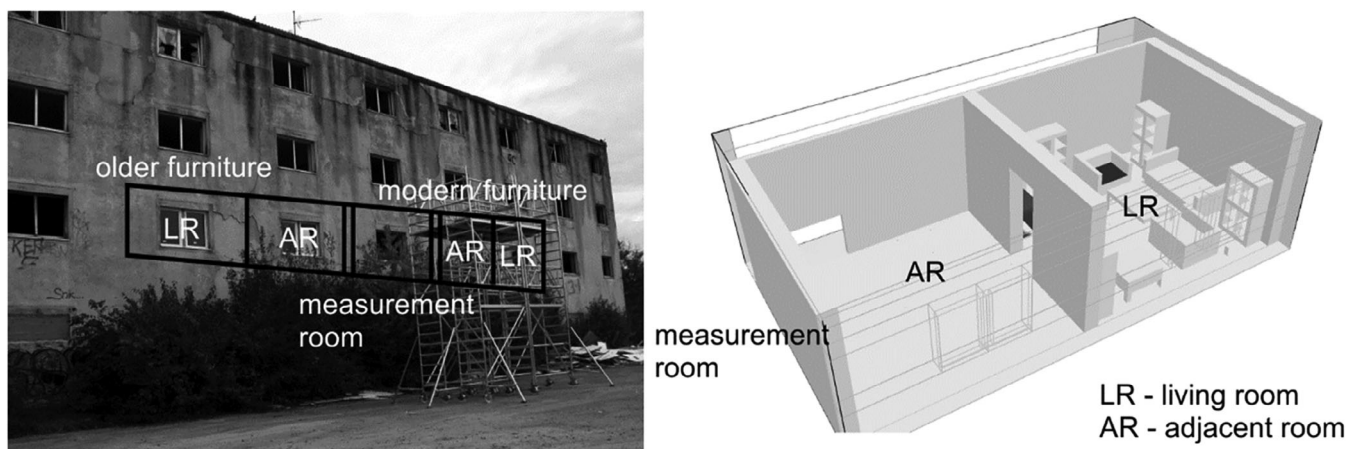 older furniture
modern furniture
LR
AR
AR
LR
measurement
room
LR
AR
measurement
room
LR - living room
AR - adjacent room